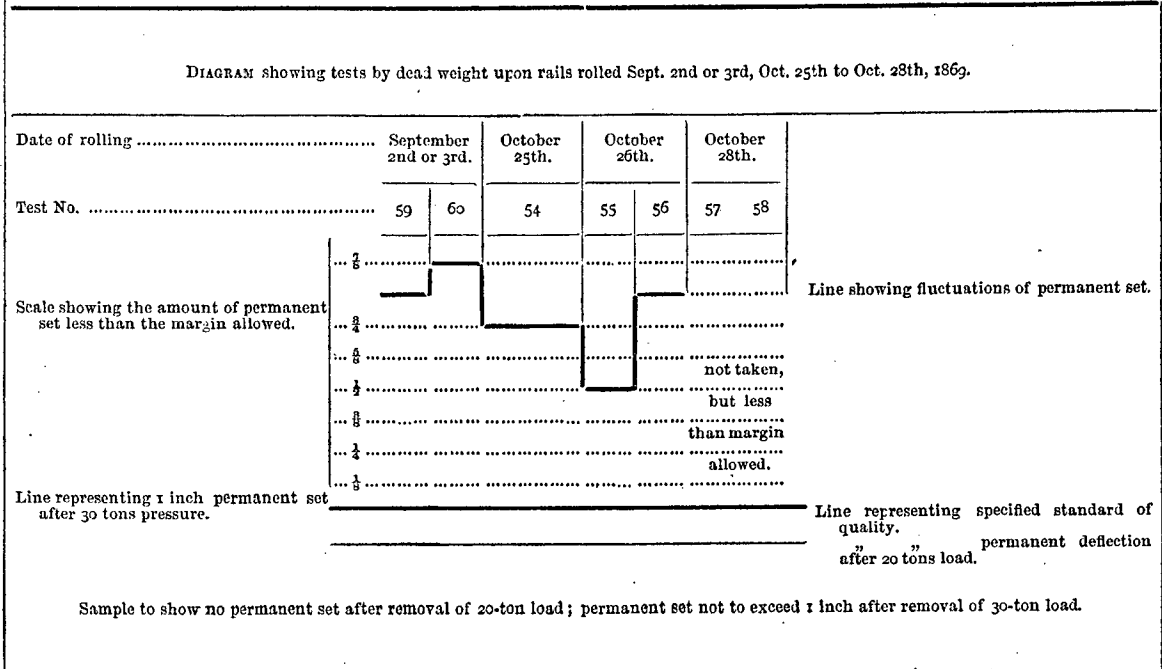 DIAGRAM showing tests by dead weight upon rails rolled Sept. 2nd or 3rd, Oct. 25th to Oct. 28th, 1869.
Date of rolling ............ September 2nd or 3rd. October 25th. October 26th. October 28th.
Test No. ............ 59 60 54 55 56 57 58
... 7/8
Line showing fluctuations of permanent set.
Scale showing the amount of permanent
set less than the margin allowed.
... 3/4
... 5/8
not taken,
... 1/2
but less
... 3/8
than margin
... 1/4
allowed.
... 1/8
Line representing 1 inch permanent set
after 30 tons pressure.
Line representing specified standard of
quality.
„ „ permanent deflection
after 20 tons load.
Sample to show no permanent set after removal of 20-ton load; permanent set not to exceed 1 inch after removal of 30-ton load.